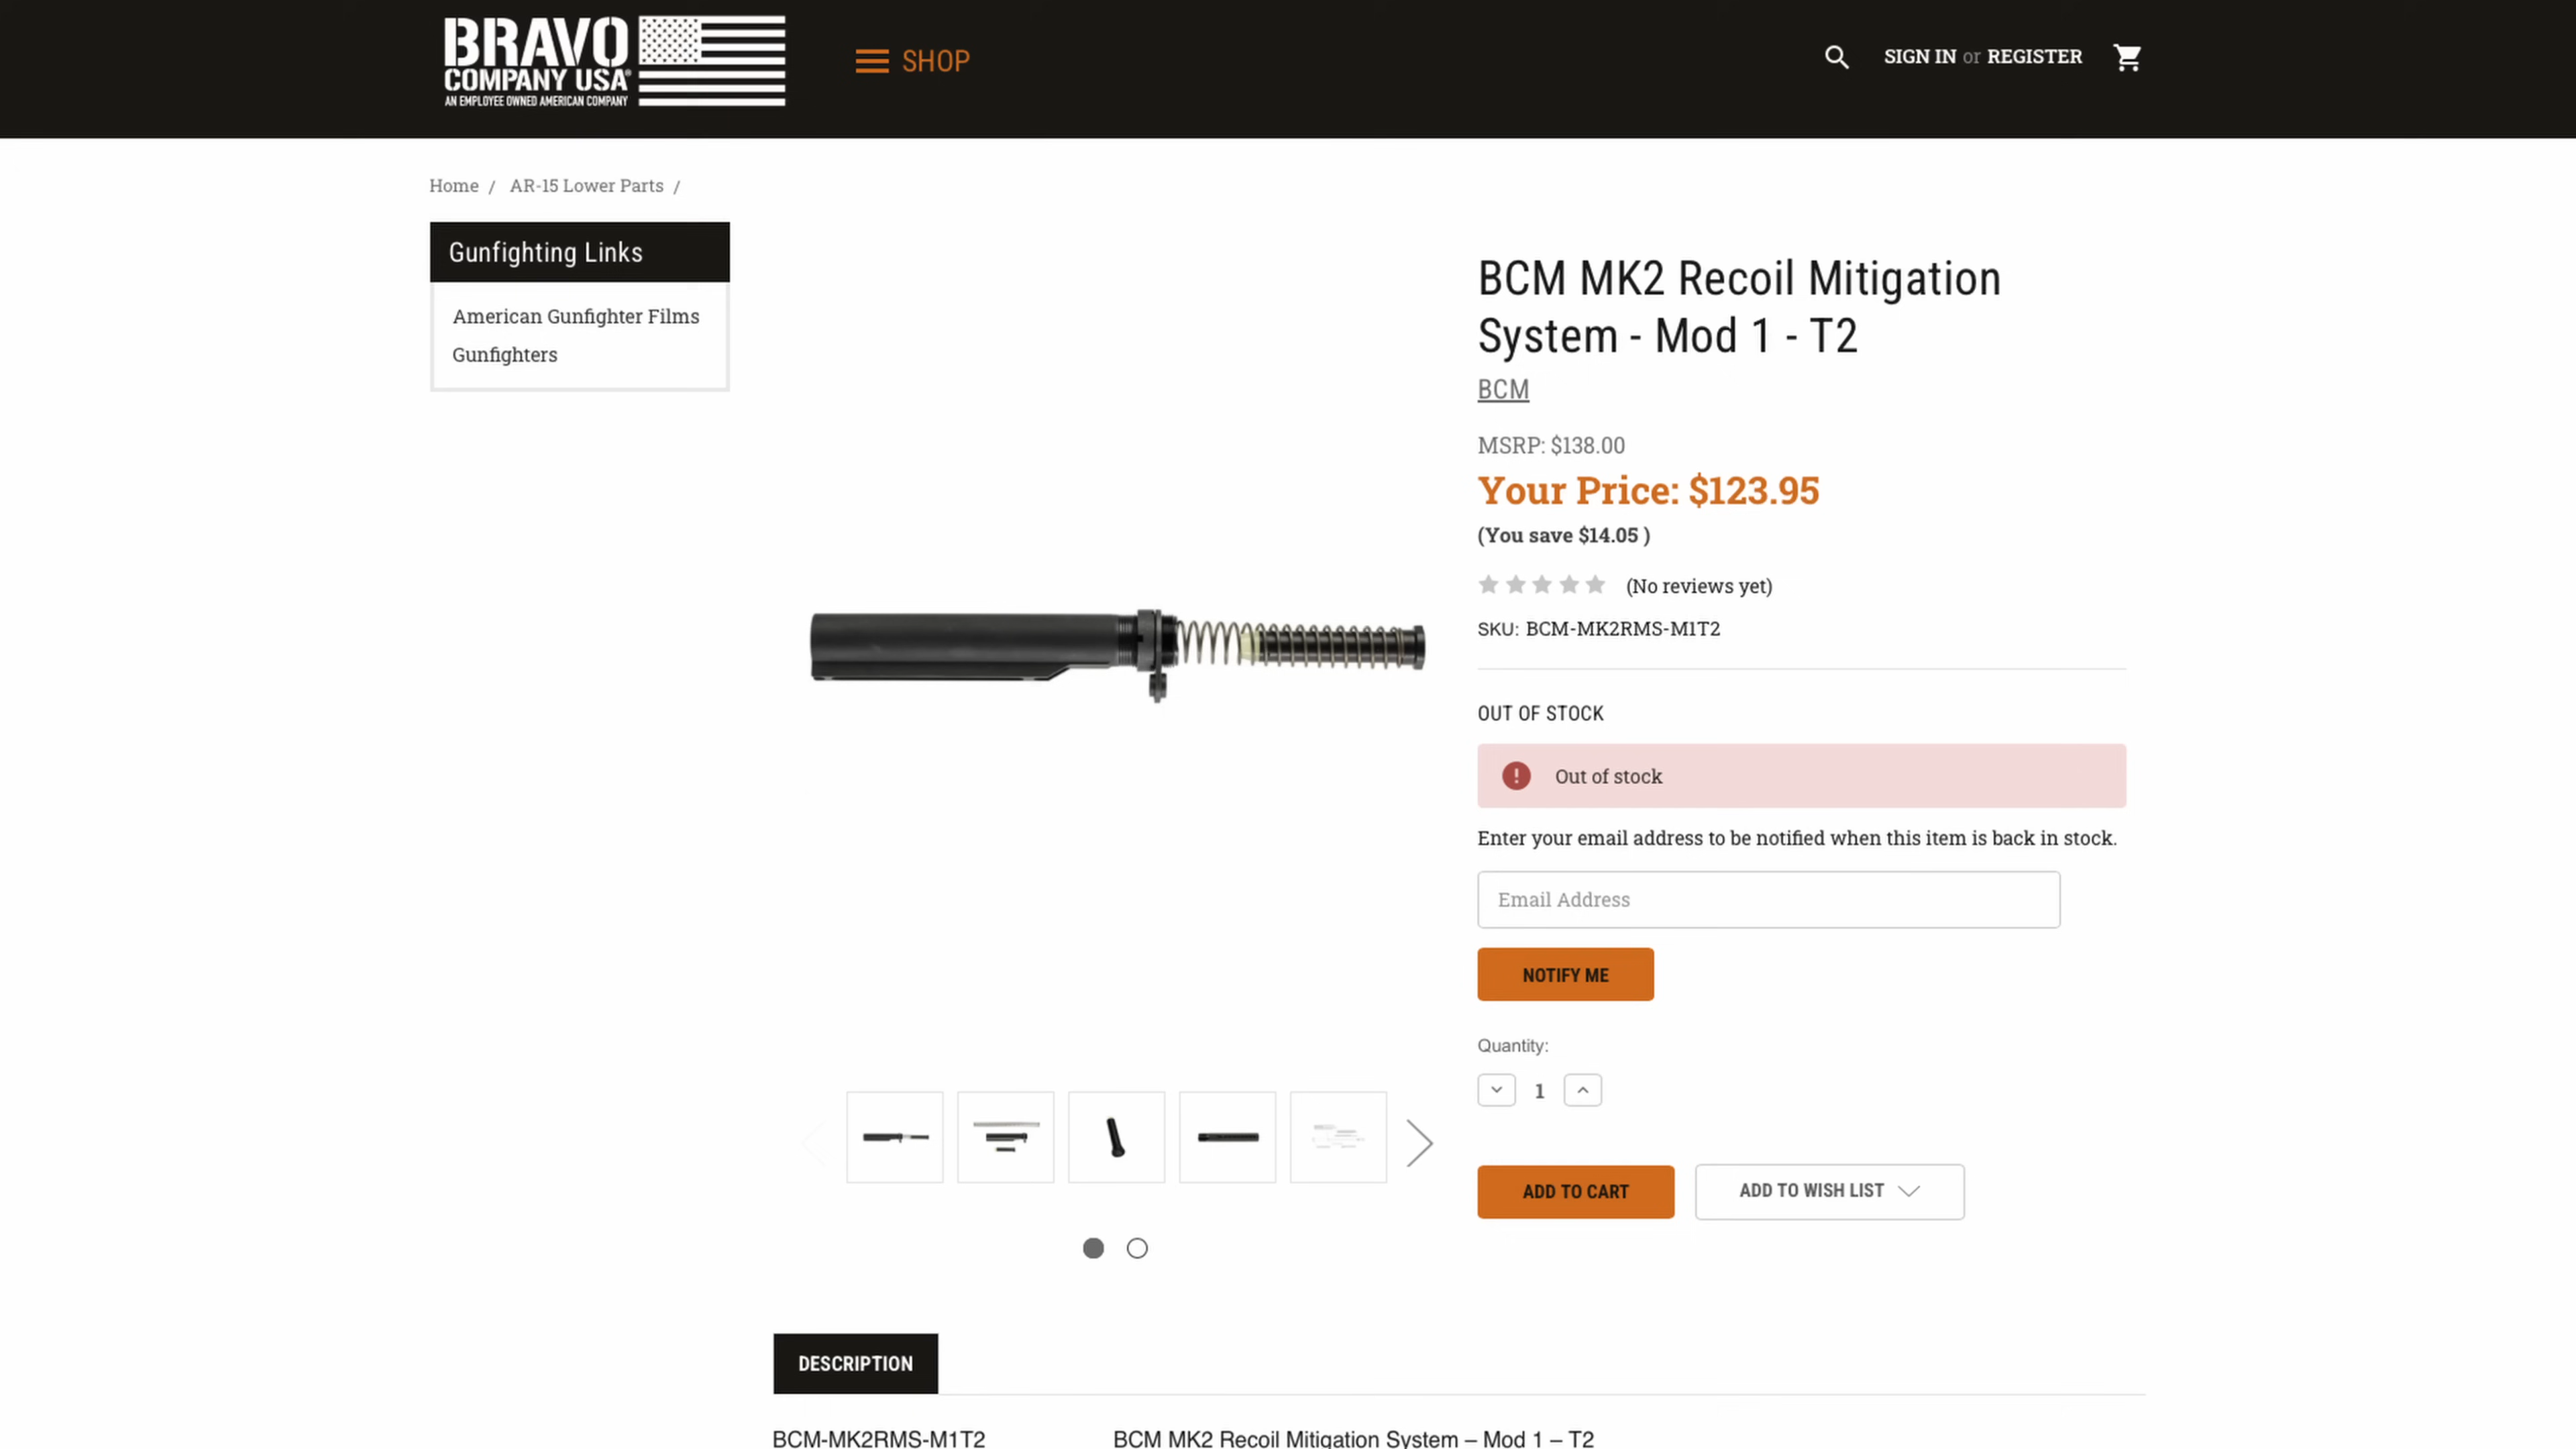 BRAVO
COMPANY USA®
AN EMPLOYEE OWNED AMERICAN COMPANY
SHOP
SIGN IN or REGISTER
Home / AR-15 Lower Parts /
Gunfighting Links
American Gunfighter Films
Gunfighters
BCM MK2 Recoil Mitigation
System - Mod 1 - T2
BCM
MSRP: $138.00
Your Price: $123.95
(You save $14.05 )
(No reviews yet)
SKU: BCM-MK2RMS-M1T2
OUT OF STOCK
Out of stock
Enter your email address to be notified when this item is back in stock.
Email Address
NOTIFY ME
Quantity:
1
ADD TO CART
ADD TO WISH LIST
DESCRIPTION
BCM-MK2RMS-M1T2 BCM MK2 Recoil Mitigation System – Mod 1 – T2